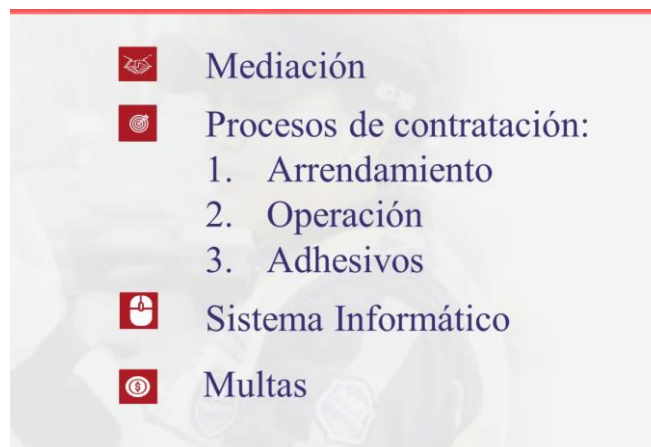 Mediación
Procesos de contratación:
1. Arrendamiento
2. Operación
3. Adhesivos
Sistema Informático
Multas